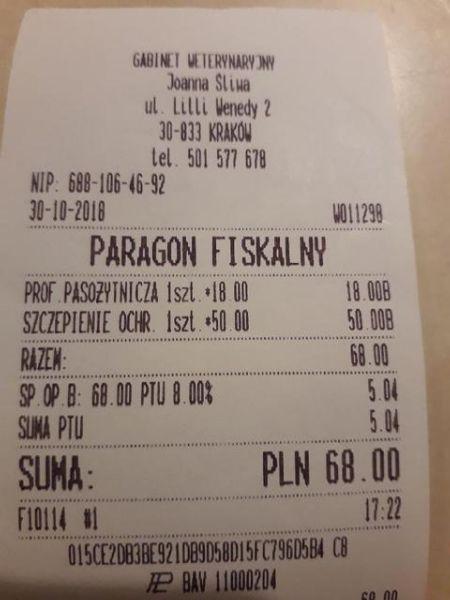 GABINET WETERYNARYJNY
Joanna Śliwa
ul. Lilli Wenedy 2
30-833 KRAKÓW
tel. 501 577 678
NIP: 688-106-46-92
30-10-2018 W011298
PARAGON FISKALNY
PROF.PASOŻYTNICZA 1szt.*18.00 18.00B
SZCZEPIENIE OCHR. 1szt.*50.00 50.00B
RAZEM: 68.00
SP.OP.B: 68.00 PTU 8.00% 5.04
SUMA PTU 5.04
SUMA: PLN 68.00
F10114 #1 17:22
015CE2DB3BE921DB9D58D15FC796D5B4 C8
BAV 11000204
68.00